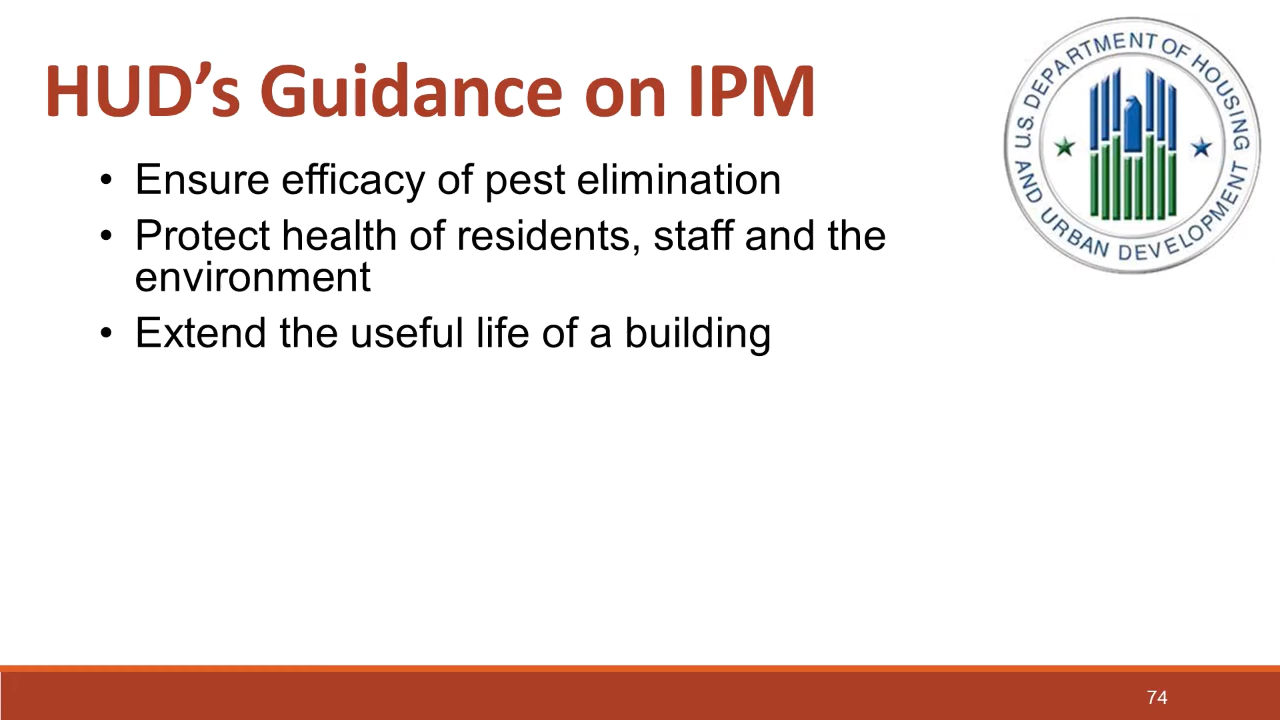 HUD’s Guidance on IPM
• Ensure efficacy of pest elimination
• Protect health of residents, staff and the
environment
• Extend the useful life of a building
U.S. DEPARTMENT OF HOUSING
AND URBAN DEVELOPMENT
74